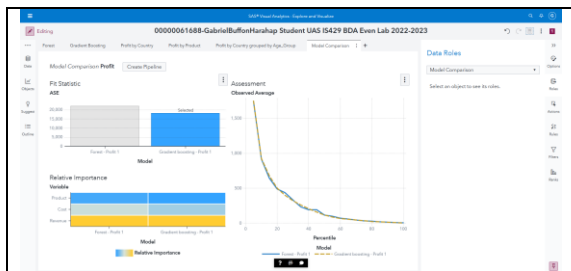 SAS® Visual Analytics - Explore and Visualize
Editing
00000061688-GabrielBuffonHarahap Student UAS IS429 BDA Even Lab 2022-2023
Forest
Gradient Boosting
Profit by Country
Profit by Product
Profit by Country grouped by Age_Group
Model Comparison
Data
Objects
Suggest
Outline
Model Comparison Profit
Create Pipeline
Fit Statistic
ASE
20,000
15,000
10,000
5,000
0
Selected
Forest - Profit 1
Gradient boosting - Profit 1
Model
Relative Importance
Variable
Product
Cost
Revenue
Forest - Profit 1
Gradient boosting - Profit 1
Model
Relative Importance
Assessment
Observed Average
1,500
1,000
500
0
0 20 40 60 80 100
Percentile
Model
Forest - Profit 1
Gradient boosting - Profit 1
Data Roles
Model Comparison
Select an object to see its roles.
Options
Roles
Actions
Rules
Filters
Ranks